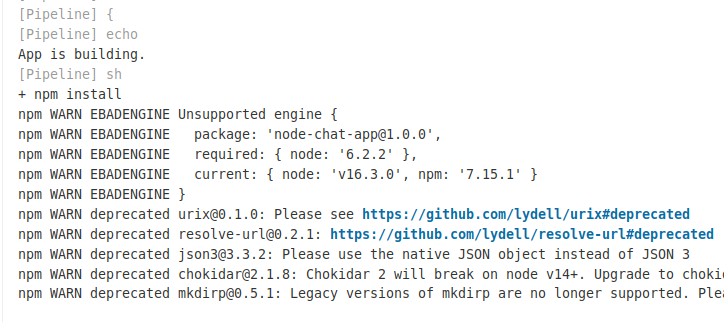 [Pipeline] {
[Pipeline] echo
App is building.
[Pipeline] sh
+ npm install
npm WARN EBADENGINE Unsupported engine {
npm WARN EBADENGINE   package: 'node-chat-app@1.0.0',
npm WARN EBADENGINE   required: { node: '6.2.2' },
npm WARN EBADENGINE   current: { node: 'v16.3.0', npm: '7.15.1' }
npm WARN EBADENGINE }
npm WARN deprecated urix@0.1.0: Please see https://github.com/lydell/urix#deprecated
npm WARN deprecated resolve-url@0.2.1: https://github.com/lydell/resolve-url#deprecated
npm WARN deprecated json3@3.3.2: Please use the native JSON object instead of JSON 3
npm WARN deprecated chokidar@2.1.8: Chokidar 2 will break on node v14+. Upgrade to choki
npm WARN deprecated mkdirp@0.5.1: Legacy versions of mkdirp are no longer supported. Plea